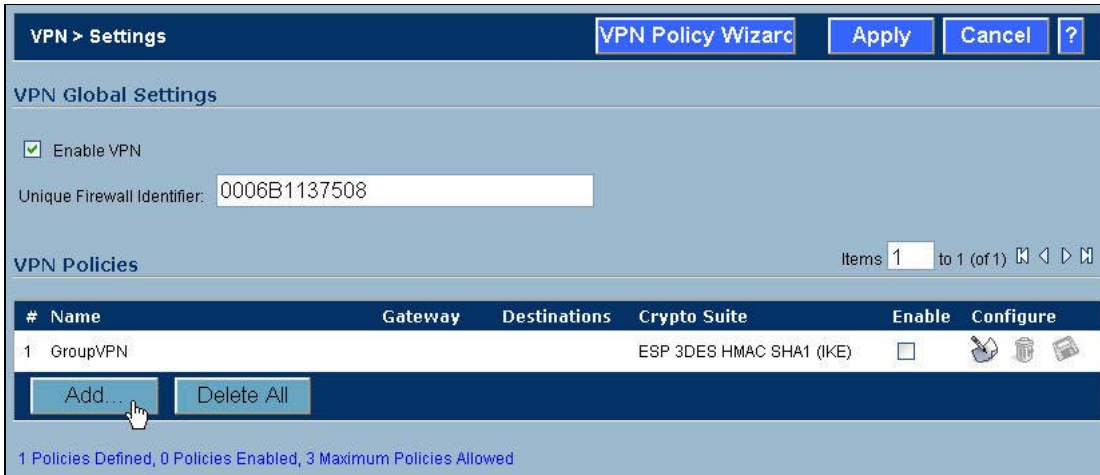 VPN > Settings VPN Policy Wizarc Apply Cancel ?
VPN Global Settings
Enable VPN
Unique Firewall Identifier: 0006B1137508
VPN Policies Items 1 to 1 (of 1)
# Name Gateway Destinations Crypto Suite Enable Configure
1 GroupVPN ESP 3DES HMAC SHA1 (IKE)
Add... Delete All
1 Policies Defined, 0 Policies Enabled, 3 Maximum Policies Allowed